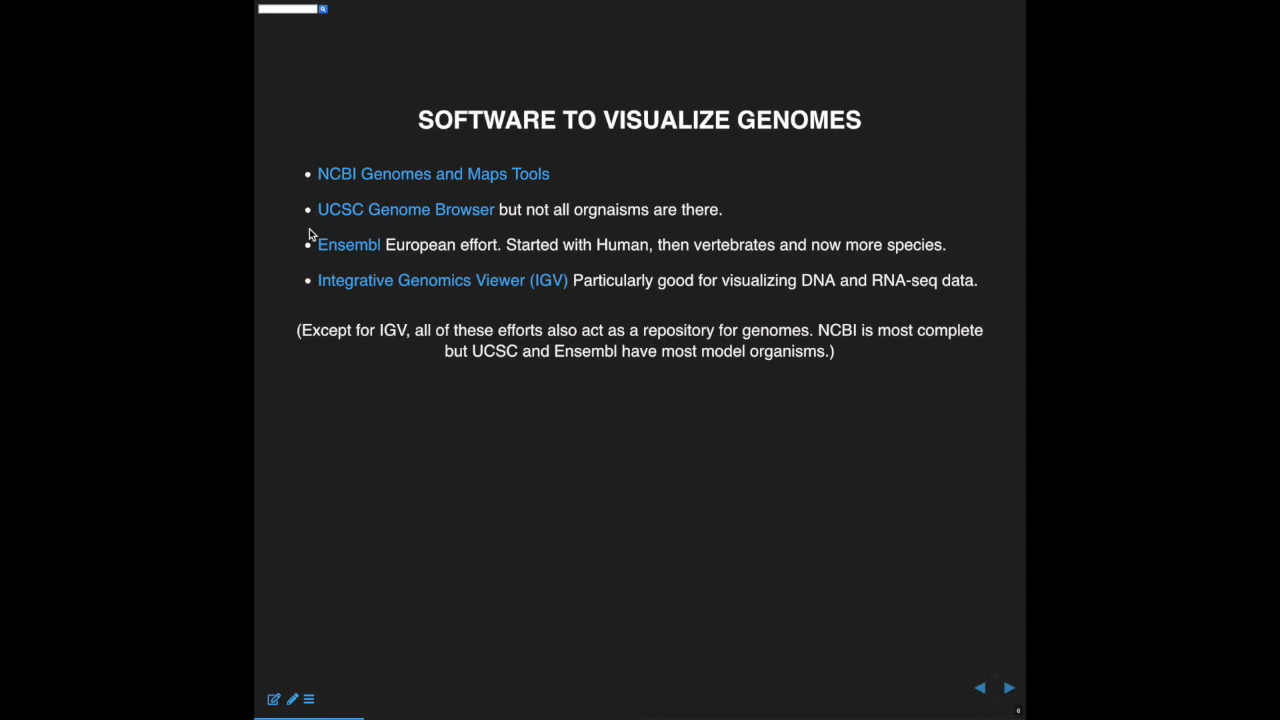 SOFTWARE TO VISUALIZE GENOMES
• NCBI Genomes and Maps Tools
• UCSC Genome Browser but not all orgnaisms are there.
• Ensembl European effort. Started with Human, then vertebrates and now more species.
• Integrative Genomics Viewer (IGV) Particularly good for visualizing DNA and RNA-seq data.
(Except for IGV, all of these efforts also act as a repository for genomes. NCBI is most complete
but UCSC and Ensembl have most model organisms.)
6